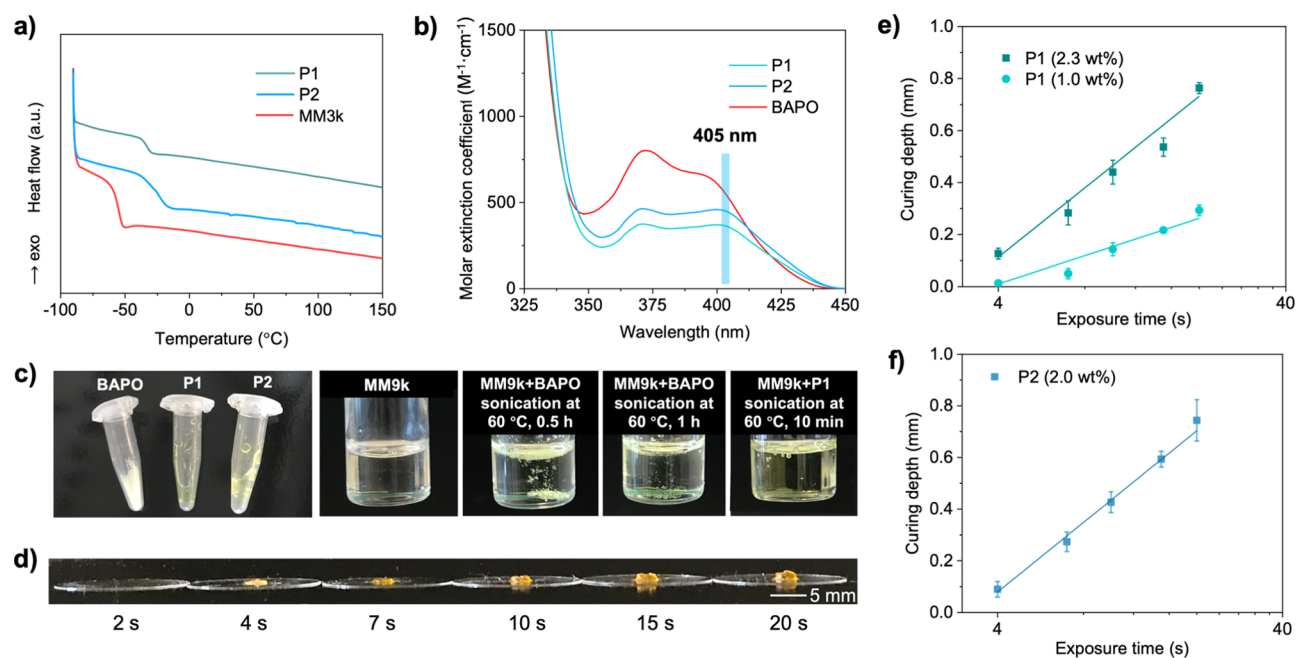 a)
P1
P2
MM3k
Heat flow (a.u.)
→ exo
-100
-50
0
50
100
150
Temperature (°C)
b)
1500
1000
500
0
P1
P2
BAPO
405 nm
Molar extinction coefficient (M⁻¹·cm⁻¹)
325
350
375
400
425
450
Wavelength (nm)
c)
BAPO
P1
P2
MM9k
MM9k+BAPO
sonication at
60 °C, 0.5 h
MM9k+BAPO
sonication at
60 °C, 1 h
MM9k+P1
sonication at
60 °C, 10 min
d)
5 mm
2 s
4 s
7 s
10 s
15 s
20 s
e)
1.0
0.8
0.6
0.4
0.2
0.0
P1 (2.3 wt%)
P1 (1.0 wt%)
Curing depth (mm)
4
40
Exposure time (s)
f)
1.0
0.8
0.6
0.4
0.2
0.0
P2 (2.0 wt%)
Curing depth (mm)
4
40
Exposure time (s)